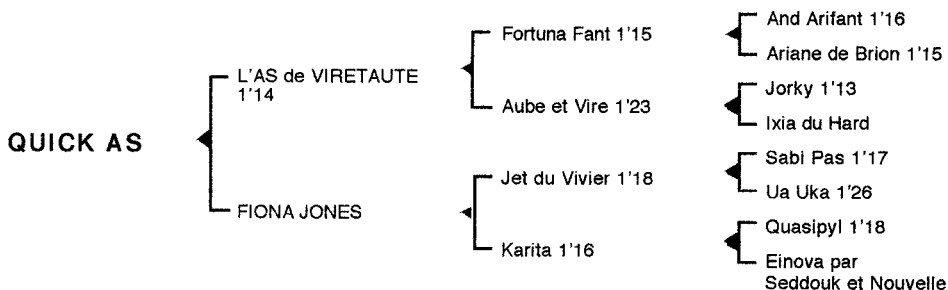 And Arifant 1'16
Fortuna Fant 1'15
Ariane de Brion 1'15
L'AS de VIRETAUTE
1'14
Jorky 1'13
Aube et Vire 1'23
Ixia du Hard
QUICK AS
Sabi Pas 1'17
Jet du Vivier 1'18
Ua Uka 1'26
FIONA JONES
Quasipyl 1'18
Karita 1'16
Einova par
Seddouk et Nouvelle